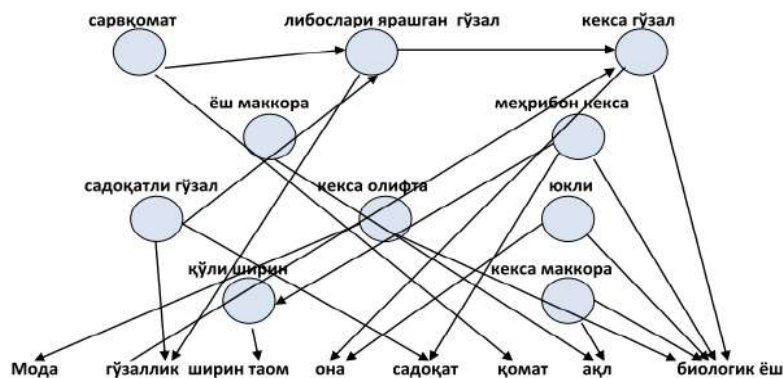 сарвқомат либослари ярашган гўзал кекса гўзал
ёш маккора меҳрибон кекса
садоқатли гўзал кекса олифта юкли
қўли ширин кекса маккора
Мода гўзаллик ширин таом она садоқат қомат ақл биологик ёш